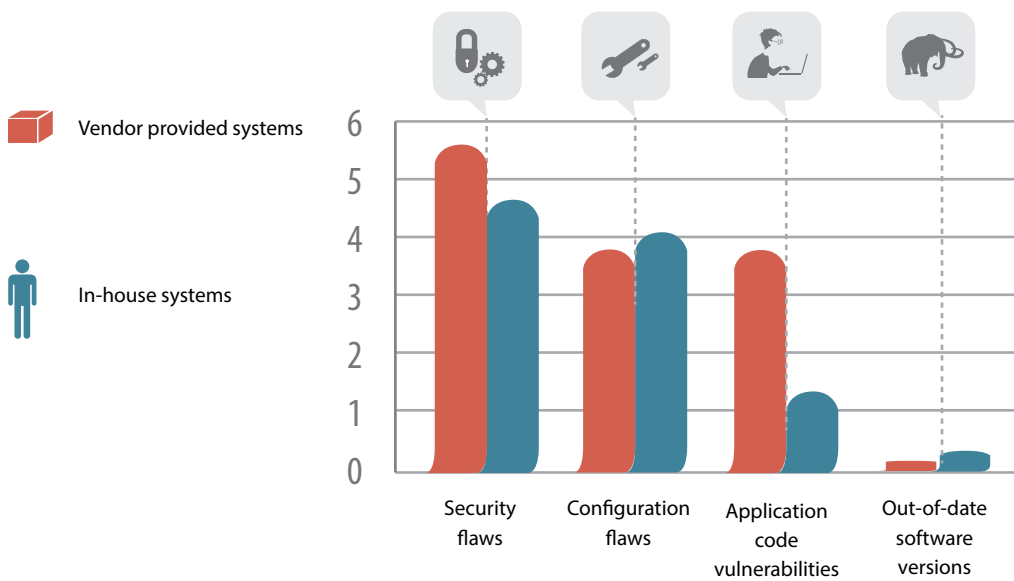 Vendor provided systems
In-house systems
6
5
4
3
2
1
0
Security
flaws
Configuration
flaws
Application
code
vulnerabilities
Out-of-date
software
versions